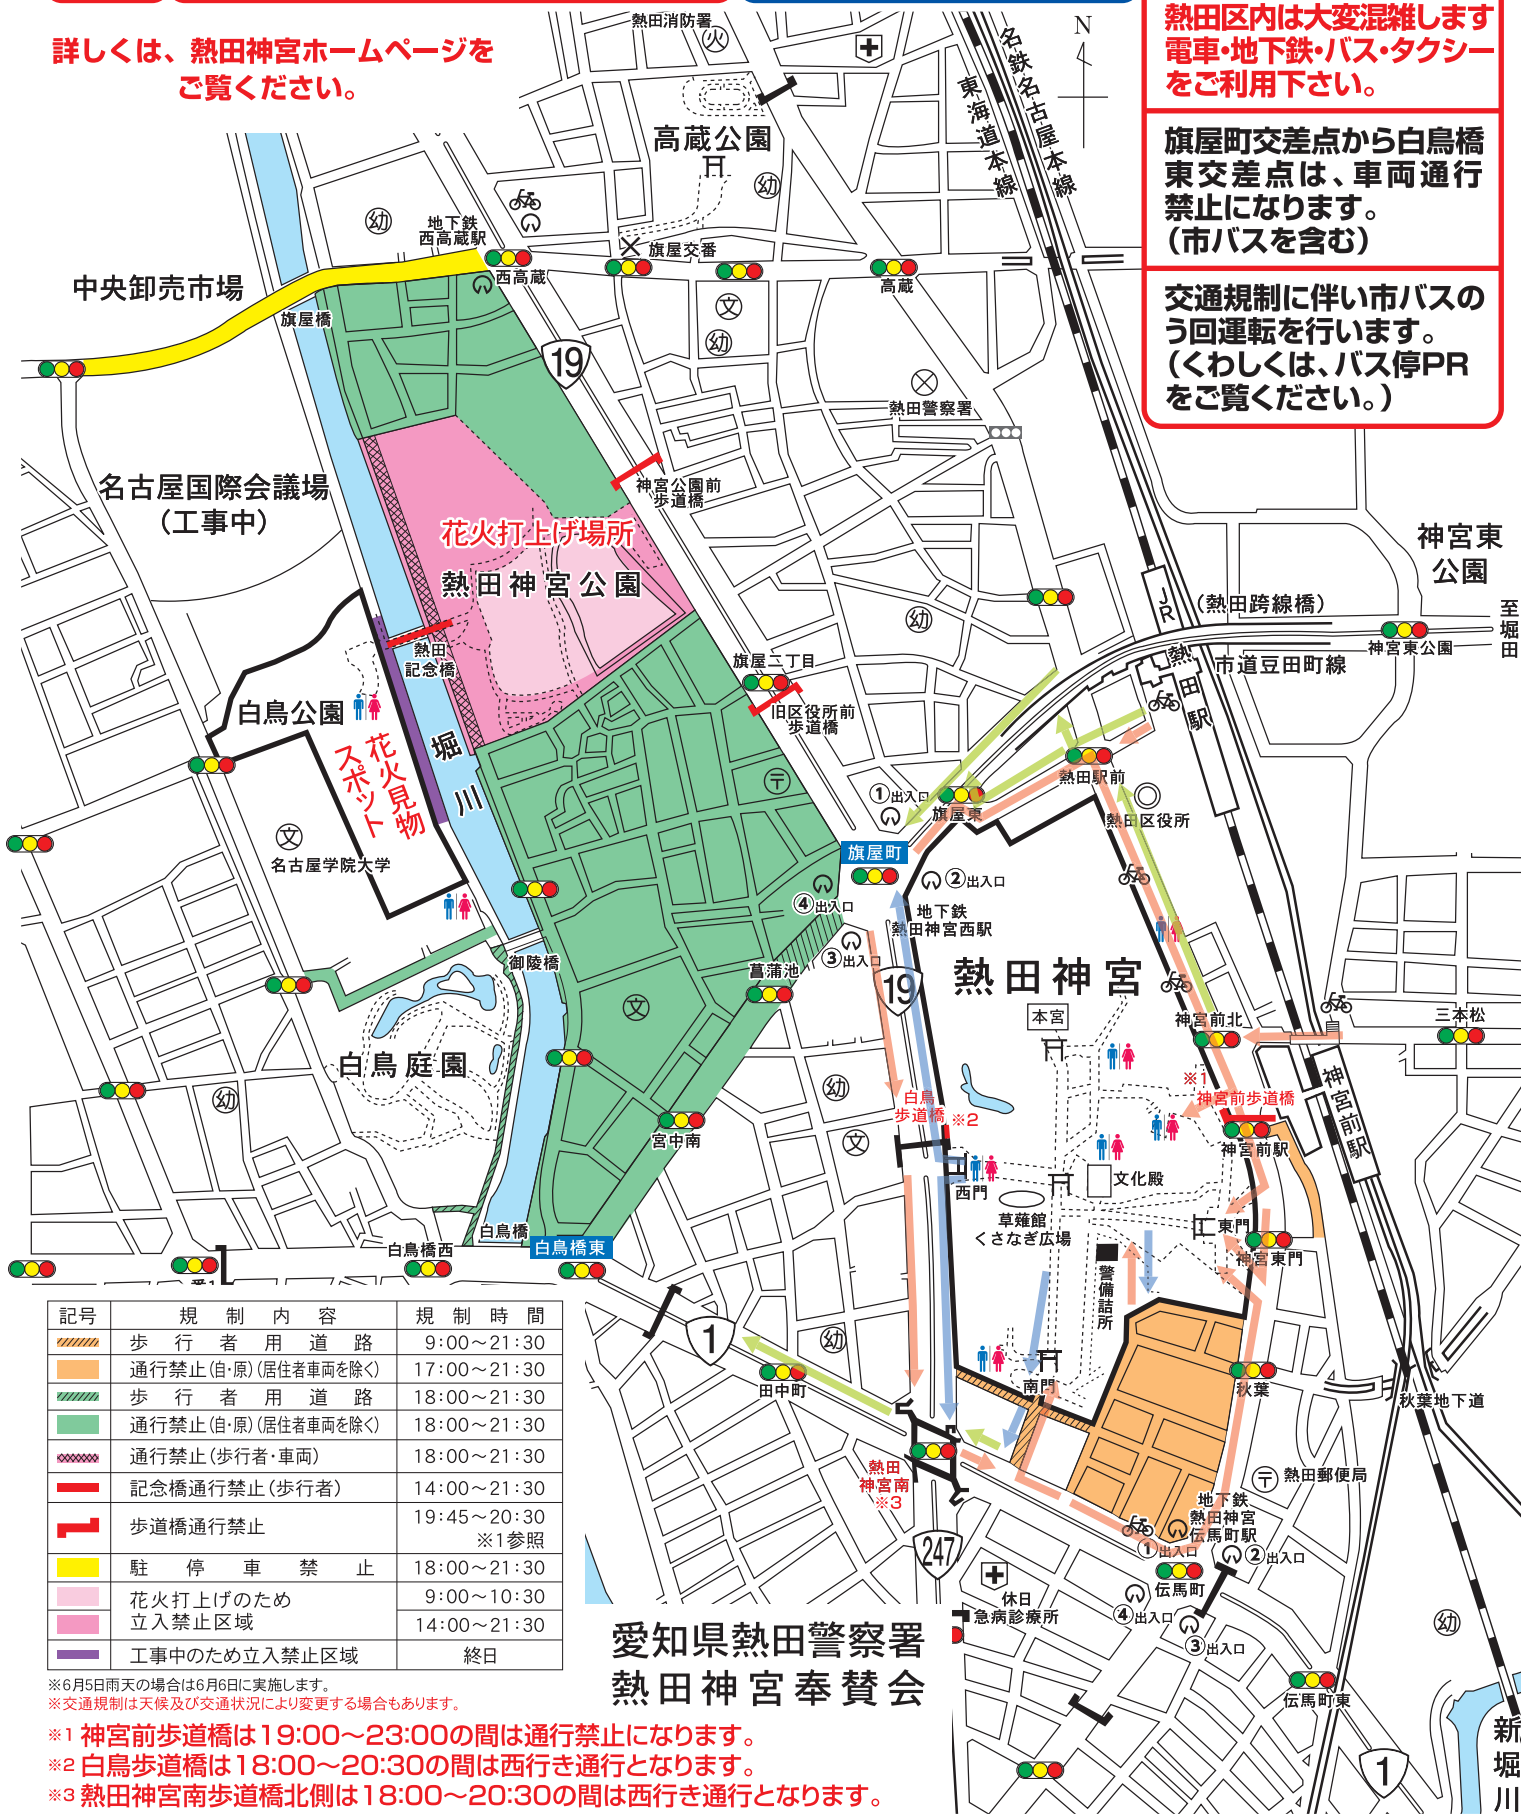 詳しくは、熱田神宮ホームページを
ご覧ください。
熱田区内は大変混雑します
電車・地下鉄・バス・タクシー
をご利用下さい。
旗屋町交差点から白鳥橋
東交差点は、車両通行
禁止になります。
(市バスを含む)
交通規制に伴い市バスの
う回運転を行います。
(くわしくは、バス停PR
をご覧ください。)
熱田消防署
火
N
名鉄名古屋本線
東海道本線
高蔵公園
幼
幼
地下鉄
西高蔵駅
旗屋交番
西高蔵
高蔵
中央卸売市場
旗屋橋
文
幼
19
熱田警察署
名古屋国際会議場
(工事中)
神宮公園前
歩道橋
花火打上げ場所
熱田神宮公園
神宮東
公園
JR
(熱田跨線橋)
至堀田
神宮東公園
市道豆田町線
熱田駅
幼
熱田
記念橋
旗屋二丁目
旧区役所前
歩道橋
白鳥公園
花火見物
スポット
堀川
〒
熱田駅前
①出入口
旗屋東
熱田区役所
文
名古屋学院大学
旗屋町
②出入口
④出入口
地下鉄
熱田神宮西駅
③出入口
御陵橋
菖蒲池
19
熱田神宮
文
本宮
神宮前北
三本松
白鳥庭園
幼
幼
※1
神宮前歩道橋
白鳥
歩道橋 ※2
神宮前駅
神宮前駅
宮中南
文
西門
文化殿
草薙館
くさなぎ広場
東門
神宮東門
白鳥橋
白鳥橋西
白鳥橋東
警備詰所
1
幼
田中町
南門
秋葉
秋葉地下道
熱田
神宮南
※3
〒 熱田郵便局
地下鉄
熱田神宮
伝馬町駅
①出入口
②出入口
247
伝馬町
休日
急病診療所
④出入口
③出入口
幼
伝馬町東
新堀川
1
記号 規制内容 規制時間
歩行者用道路 9:00〜21:30
通行禁止(自・原)(居住者車両を除く) 17:00〜21:30
歩行者用道路 18:00〜21:30
通行禁止(自・原)(居住者車両を除く) 18:00〜21:30
通行禁止(歩行者・車両) 18:00〜21:30
記念橋通行禁止(歩行者) 14:00〜21:30
歩道橋通行禁止 19:45〜20:30
※1参照
駐停車禁止 18:00〜21:30
花火打上げのため 9:00〜10:30
立入禁止区域 14:00〜21:30
工事中のため立入禁止区域 終日
愛知県熱田警察署
熱田神宮奉賛会
※6月5日雨天の場合は6月6日に実施します。
※交通規制は天候及び交通状況により変更する場合もあります。
※1 神宮前歩道橋は19:00〜23:00の間は通行禁止になります。
※2 白鳥歩道橋は18:00〜20:30の間は西行き通行となります。
※3 熱田神宮南歩道橋北側は18:00〜20:30の間は西行き通行となります。